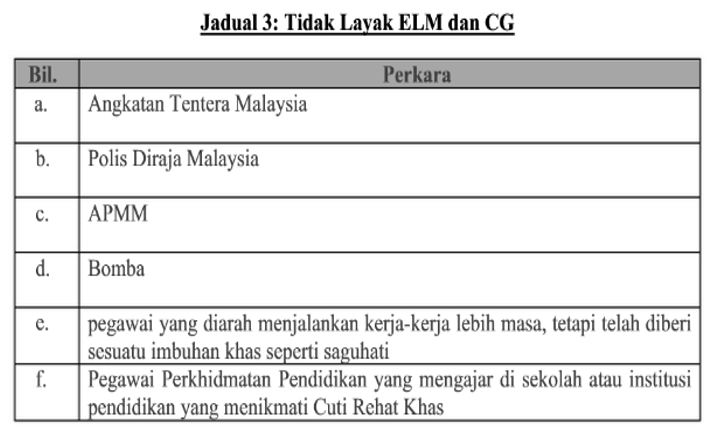 Jadual 3: Tidak Layak ELM dan CG
Bil. Perkara
a. Angkatan Tentera Malaysia
b. Polis Diraja Malaysia
c. APMM
d. Bomba
e. pegawai yang diarah menjalankan kerja-kerja lebih masa, tetapi telah diberi
sesuatu imbuhan khas seperti saguhati
f. Pegawai Perkhidmatan Pendidikan yang mengajar di sekolah atau institusi
pendidikan yang menikmati Cuti Rehat Khas